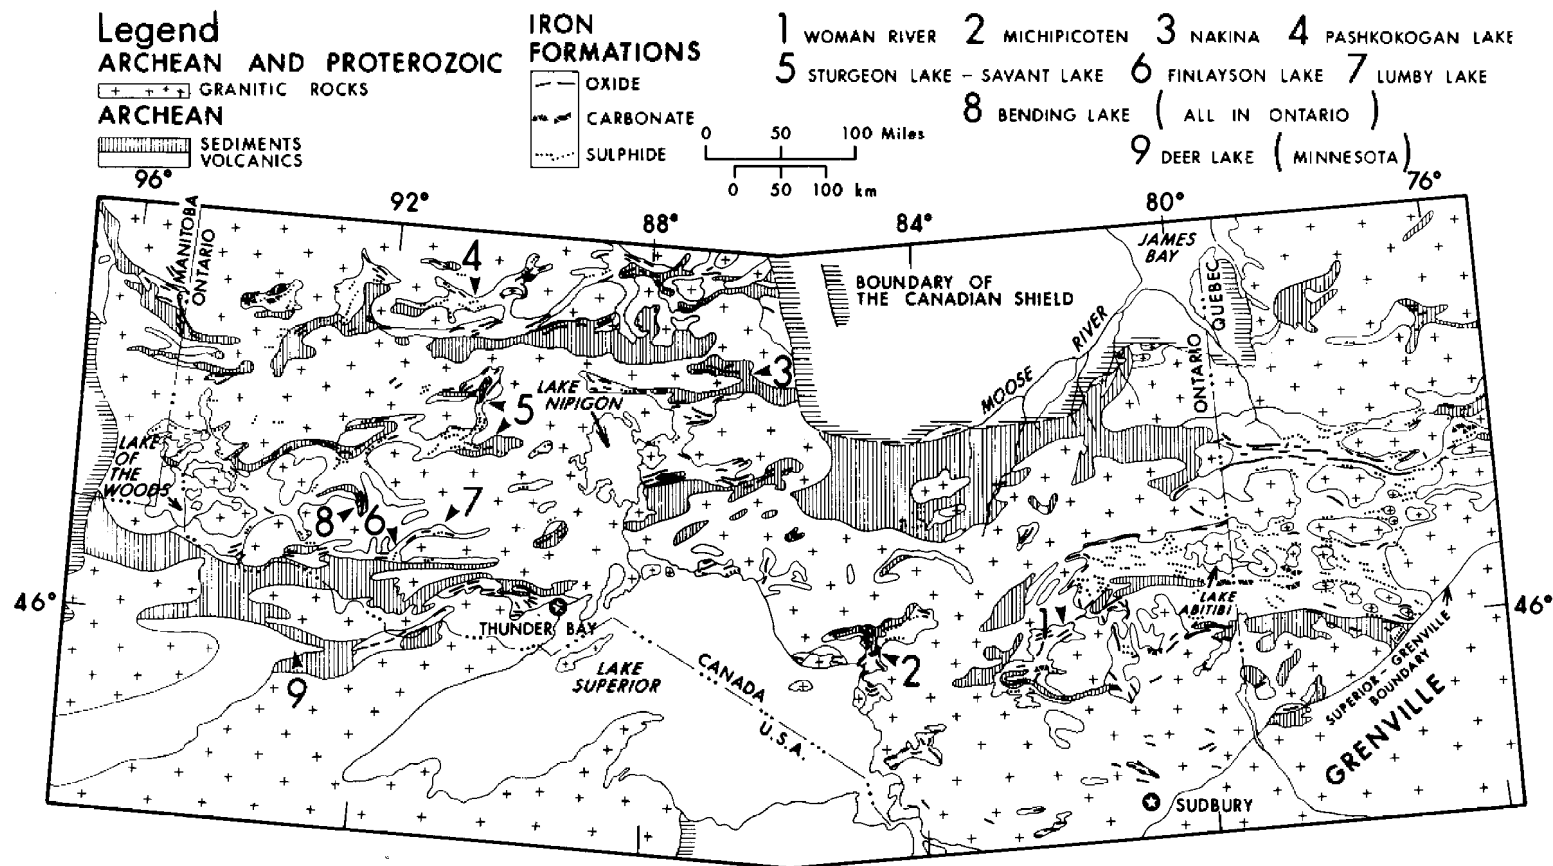 Legend
ARCHEAN AND PROTEROZOIC
GRANITIC ROCKS
ARCHEAN
SEDIMENTS
VOLCANICS
IRON
FORMATIONS
OXIDE
CARBONATE
SULPHIDE
1 WOMAN RIVER 2 MICHIPICOTEN 3 NAKINA 4 PASHKOKOGAN LAKE
5 STURGEON LAKE – SAVANT LAKE 6 FINLAYSON LAKE 7 LUMBY LAKE
8 BENDING LAKE ( ALL IN ONTARIO )
9 DEER LAKE ( MINNESOTA )
0 50 100 Miles
0 50 100 km
96°
92°
88°
84°
80°
76°
MANITOBA
ONTARIO
4
JAMES
BAY
BOUNDARY OF
THE CANADIAN SHIELD
QUEBEC
ONTARIO
MOOSE RIVER
3
LAKE
NIPIGON
5
LAKE
OF
THE
WOODS
8
6
7
46°
46°
THUNDER BAY
LAKE
ABITIBI
1
LAKE
SUPERIOR
CANADA
U.S.A.
2
9
SUPERIOR – GRENVILLE
BOUNDARY
GRENVILLE
SUDBURY